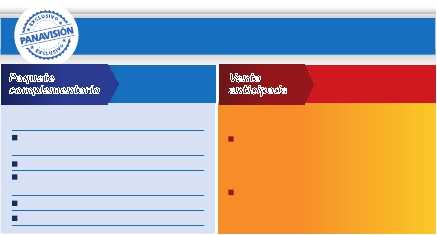 EXCLUSIVO
PANAVISIÓN
EXCLUSIVO
Paquete
complementario
Venta
anticipada